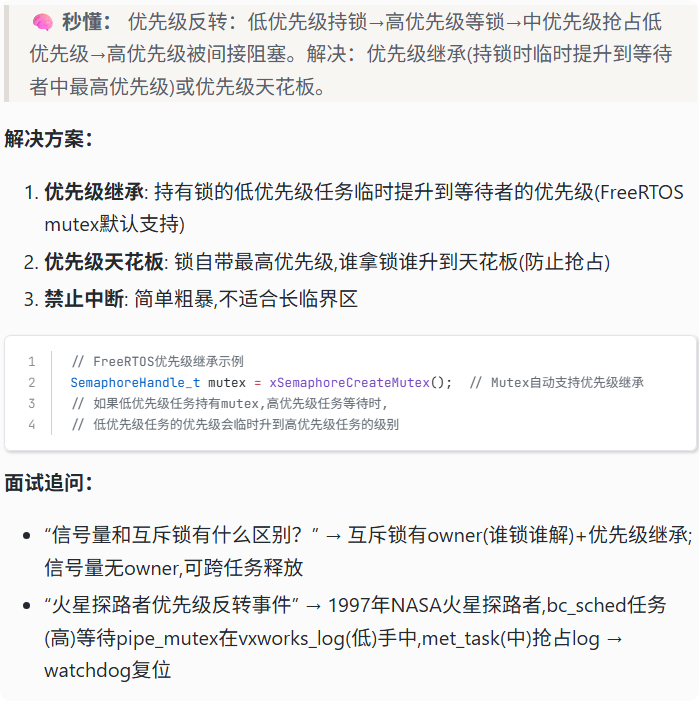 🧠 秒懂： 优先级反转：低优先级持锁→高优先级等锁→中优先级抢占低
优先级→高优先级被间接阻塞。解决：优先级继承(持锁时临时提升到等待
者中最高优先级)或优先级天花板。
解决方案：
1. 优先级继承: 持有锁的低优先级任务临时提升到等待者的优先级(FreeRTOS
mutex默认支持)
2. 优先级天花板: 锁自带最高优先级,谁拿锁谁升到天花板(防止抢占)
3. 禁止中断: 简单粗暴,不适合长临界区
1 // FreeRTOS优先级继承示例
2 SemaphoreHandle_t mutex = xSemaphoreCreateMutex(); // Mutex自动支持优先级继承
3 // 如果低优先级任务持有mutex,高优先级任务等待时,
4 // 低优先级任务的优先级会临时升到高优先级任务的级别
面试追问：
• “信号量和互斥锁有什么区别？” → 互斥锁有owner(谁锁谁解)+优先级继承;
信号量无owner,可跨任务释放
• “火星探路者优先级反转事件” → 1997年NASA火星探路者,bc_sched任务
(高)等待pipe_mutex在vxworks_log(低)手中,met_task(中)抢占log →
watchdog复位